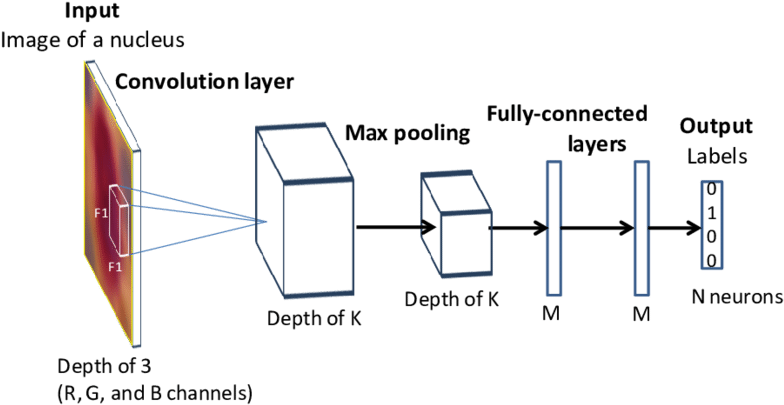 Input
Image of a nucleus
Convolution layer
F1
F1
Depth of 3
(R, G, and B channels)
Depth of K
Max pooling
Depth of K
Fully-connected
layers
M
M
Output
Labels
0
1
0
0
N neurons